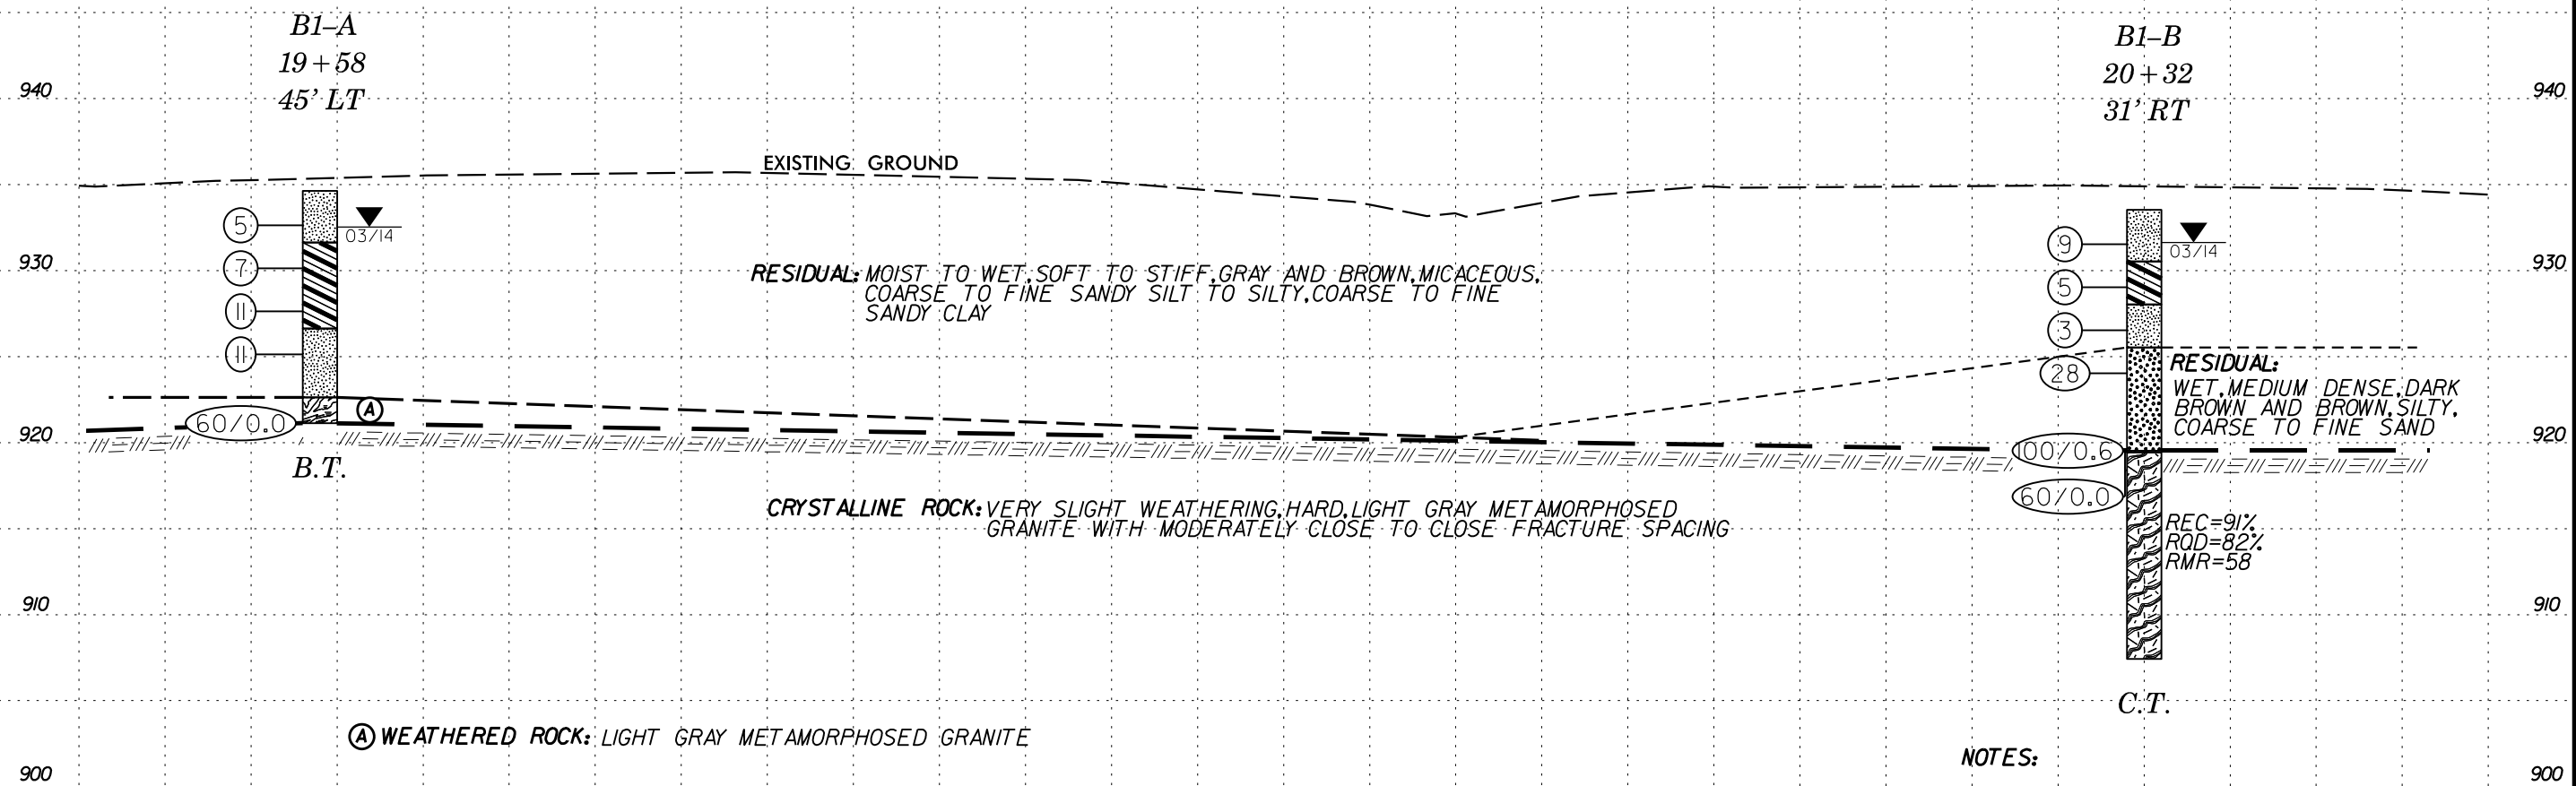 B1–A
19+58
45' LT
B1–B
20+32
31' RT
940
940
EXISTING GROUND
5
03/14
9
03/14
930
7
RESIDUAL: MOIST TO WET, SOFT TO STIFF, GRAY AND BROWN, MICACEOUS,
COARSE TO FINE SANDY SILT TO SILTY, COARSE TO FINE
SANDY CLAY
5
930
11
3
11
28
RESIDUAL:
WET, MEDIUM DENSE, DARK
BROWN AND BROWN, SILTY,
COARSE TO FINE SAND
A
920
60/0.0
100/0.6
920
B.T.
60/0.0
CRYSTALLINE ROCK: VERY SLIGHT WEATHERING, HARD, LIGHT GRAY METAMORPHOSED
GRANITE WITH MODERATELY CLOSE TO CLOSE FRACTURE SPACING
REC=91%
RQD=82%
RMR=58
910
910
C.T.
A WEATHERED ROCK: LIGHT GRAY METAMORPHOSED GRANITE
NOTES:
900
900